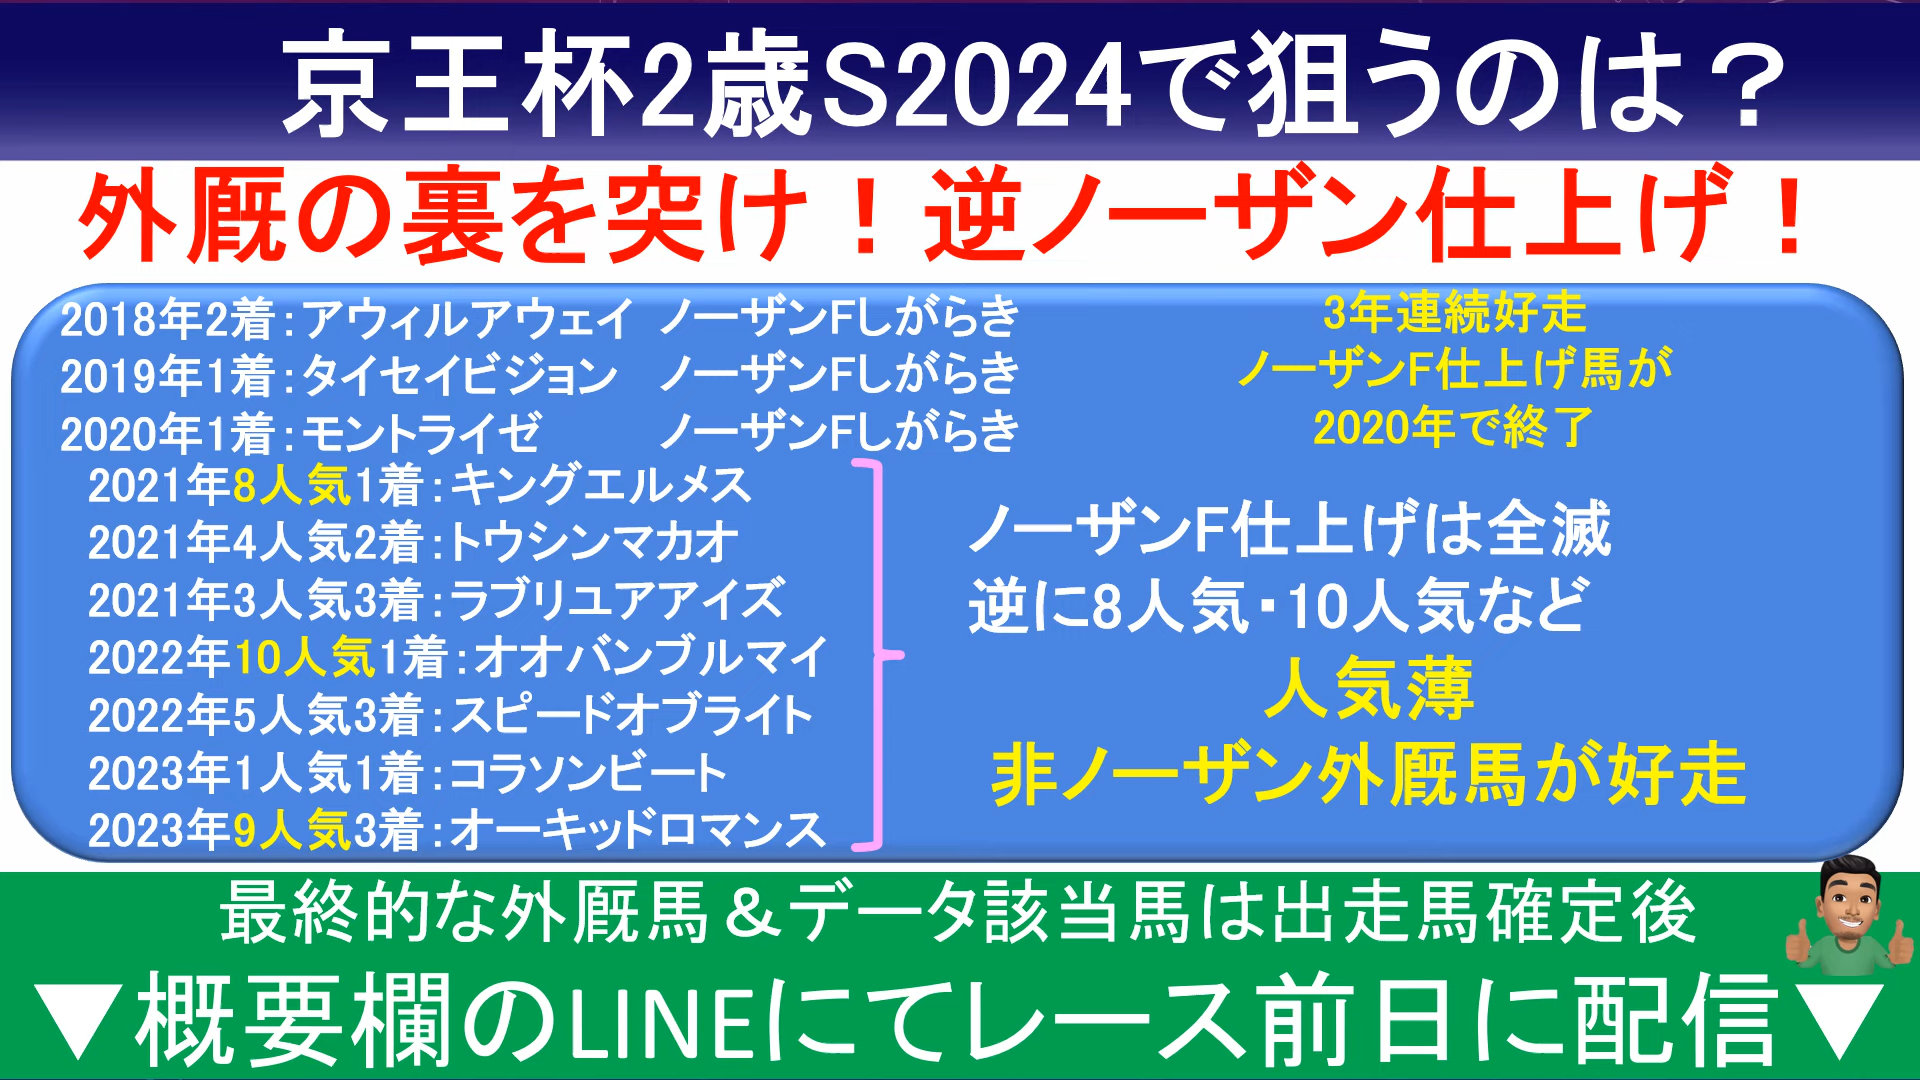 京王杯2歳S2024で狙うのは？
外厩の裏を突け！逆ノーザン仕上げ！
2018年2着：アウィルアウェイ ノーザンFしがらき
2019年1着：タイセイビジョン ノーザンFしがらき
2020年1着：モントライゼ ノーザンFしがらき
3年連続好走
ノーザンF仕上げ馬が
2020年で終了
2021年8人気1着：キングエルメス
2021年4人気2着：トウシンマカオ
2021年3人気3着：ラブリユアアイズ
2022年10人気1着：オオバンブルマイ
2022年5人気3着：スピードオブライト
2023年1人気1着：コラソンビート
2023年9人気3着：オーキッドロマンス
ノーザンF仕上げは全滅
逆に8人気・10人気など
人気薄
非ノーザン外厩馬が好走
最終的な外厩馬＆データ該当馬は出走馬確定後
▼概要欄のLINEにてレース前日に配信▼